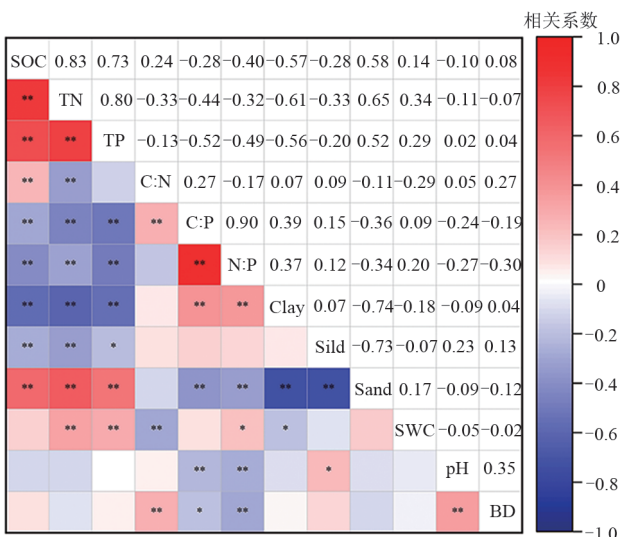 相关系数
SOC 0.83 0.73 0.24 −0.28 −0.40 −0.57 −0.28 0.58 0.14 −0.10 0.08
** TN 0.80 −0.33 −0.44 −0.32 −0.61 −0.33 0.65 0.34 −0.11 −0.07
** ** TP −0.13 −0.52 −0.49 −0.56 −0.20 0.52 0.29 0.02 0.04
** ** C:N 0.27 −0.17 0.07 0.09 −0.11 −0.29 0.05 0.27
** ** ** ** C:P 0.90 0.39 0.15 −0.36 0.09 −0.24 −0.19
** ** ** ** N:P 0.37 0.12 −0.34 0.20 −0.27 −0.30
** ** ** ** ** Clay 0.07 −0.74 −0.18 −0.09 0.04
** ** * Sild −0.73 −0.07 0.23 0.13
** ** ** ** ** ** ** Sand 0.17 −0.09 −0.12
** ** ** * * SWC −0.05 −0.02
** ** * pH 0.35
** * ** ** BD
1.0
0.8
0.6
0.4
0.2
0
−0.2
−0.4
−0.6
−0.8
−1.0